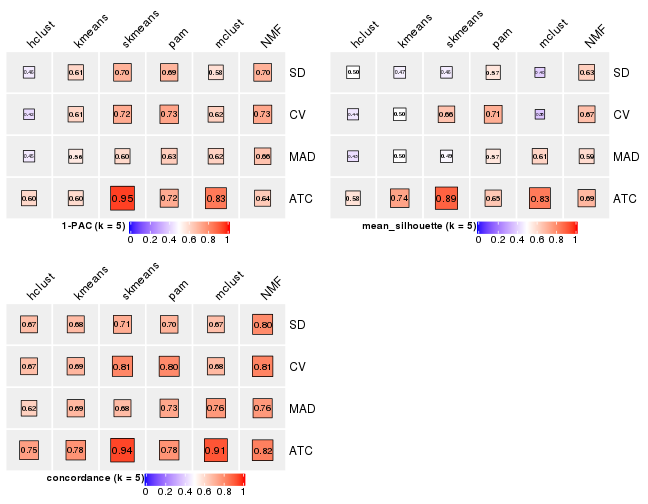 hclust kmeans skmeans pam mclust NMF
0.61 0.70 0.69 0.58 0.70 SD
0.61 0.72 0.73 0.62 0.73 CV
0.56 0.60 0.63 0.62 0.66 MAD
0.60 0.60 0.95 0.72 0.83 0.64 ATC
1-PAC (k = 5)
0 0.2 0.4 0.6 0.8 1
hclust kmeans skmeans pam mclust NMF
0.50 0.47 0.57 0.63 SD
0.44 0.50 0.66 0.71 0.67 CV
0.50 0.49 0.57 0.61 0.59 MAD
0.58 0.74 0.89 0.65 0.83 0.69 ATC
mean_silhouette (k = 5)
0 0.2 0.4 0.6 0.8 1
hclust kmeans skmeans pam mclust NMF
0.67 0.68 0.71 0.70 0.67 0.80 SD
0.67 0.69 0.81 0.80 0.68 0.81 CV
0.62 0.69 0.68 0.73 0.76 0.76 MAD
0.75 0.78 0.94 0.78 0.91 0.82 ATC
concordance (k = 5)
0 0.2 0.4 0.6 0.8 1